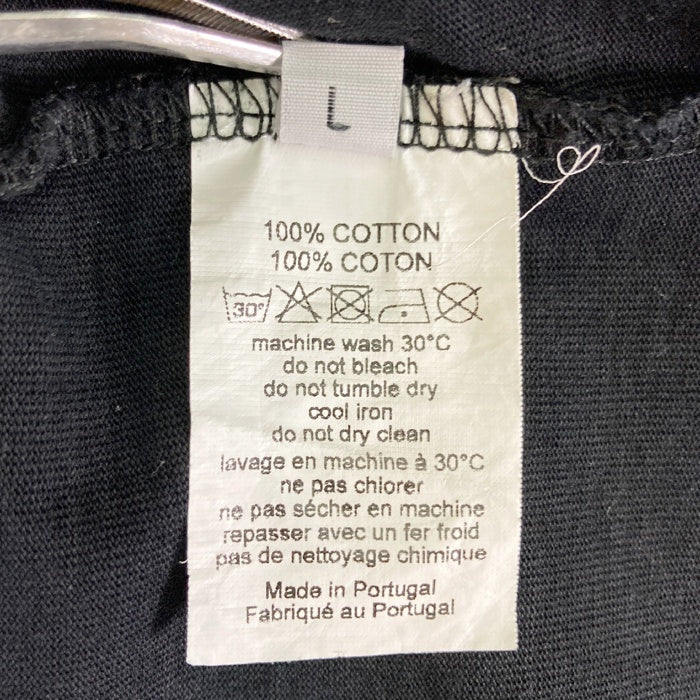 L
100% COTTON
100% COTON
30°
machine wash 30°C
do not bleach
do not tumble dry
cool iron
do not dry clean
lavage en machine à 30°C
ne pas chlorer
ne pas sécher en machine
repasser avec un fer froid
pas de nettoyage chimique
Made in Portugal
Fabriqué au Portugal